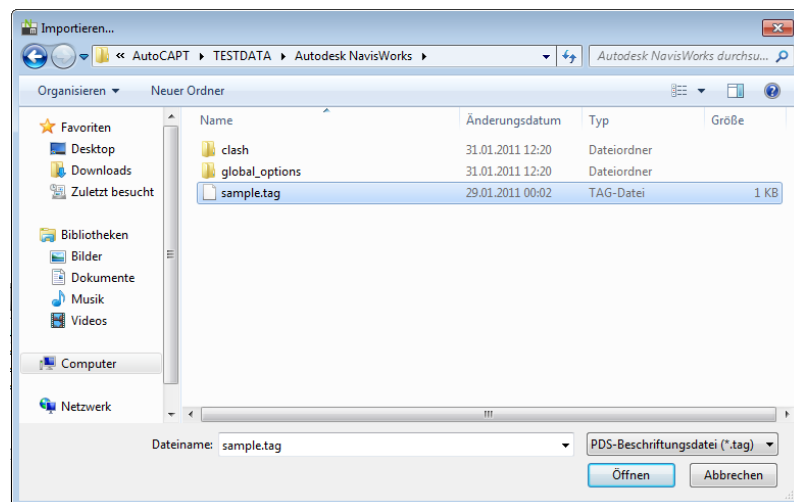 Importieren...
« AutoCAPT ▸ TESTDATA ▸ Autodesk NavisWorks ▸
Autodesk NavisWorks durchsu...
Organisieren Neuer Ordner
Name Änderungsdatum Typ Größe
Favoriten
Desktop
Downloads
Zuletzt besucht
Bibliotheken
Bilder
Dokumente
Musik
Videos
Computer
Netzwerk
clash 31.01.2011 12:20 Dateiordner
global_options 31.01.2011 12:20 Dateiordner
sample.tag 29.01.2011 00:02 TAG-Datei 1 KB
Dateiname: sample.tag PDS-Beschriftungsdatei (*.tag)
Öffnen Abbrechen